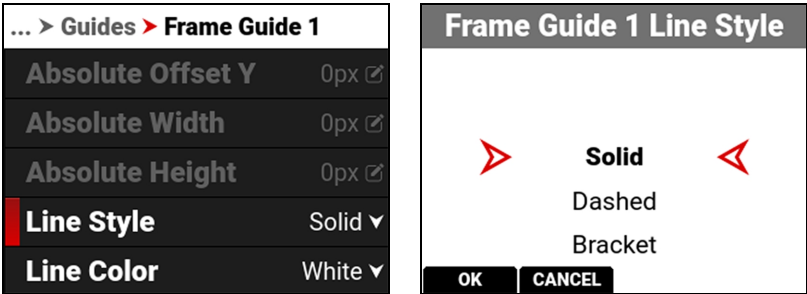 ... > Guides > Frame Guide 1
Absolute Offset Y 0px
Absolute Width 0px
Absolute Height 0px
Line Style Solid
Line Color White
Frame Guide 1 Line Style
Solid
Dashed
Bracket
OK CANCEL